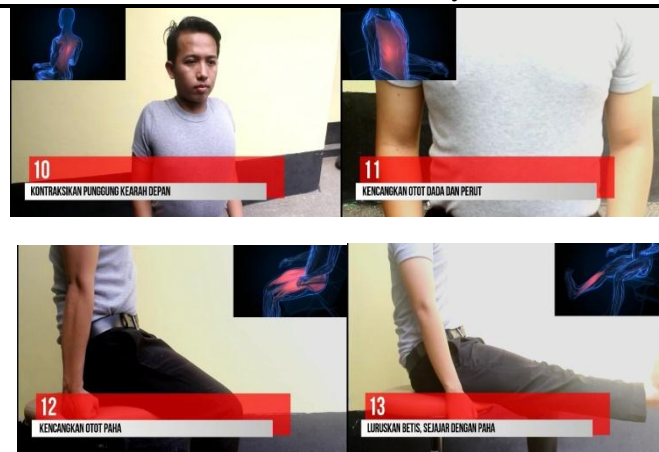 10
KONTRAKSIKAN PUNGGUNG KEARAH DEPAN
11
KENCANGKAN OTOT DADA DAN PERUT
12
KENCANGKAN OTOT PAHA
13
LURUSKAN BETIS, SEJAJAR DENGAN PAHA